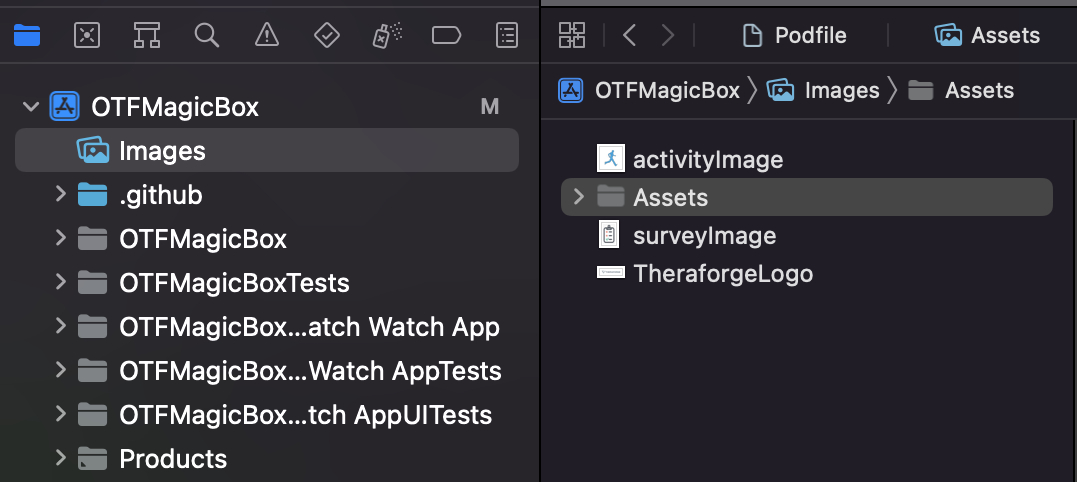 Podfile
Assets
OTFMagicBox M
OTFMagicBox Images Assets
Images
.github
OTFMagicBox
OTFMagicBoxTests
OTFMagicBox...atch Watch App
OTFMagicBox...Watch AppTests
OTFMagicBox...tch AppUITests
Products
activityImage
Assets
surveyImage
TheraforgeLogo